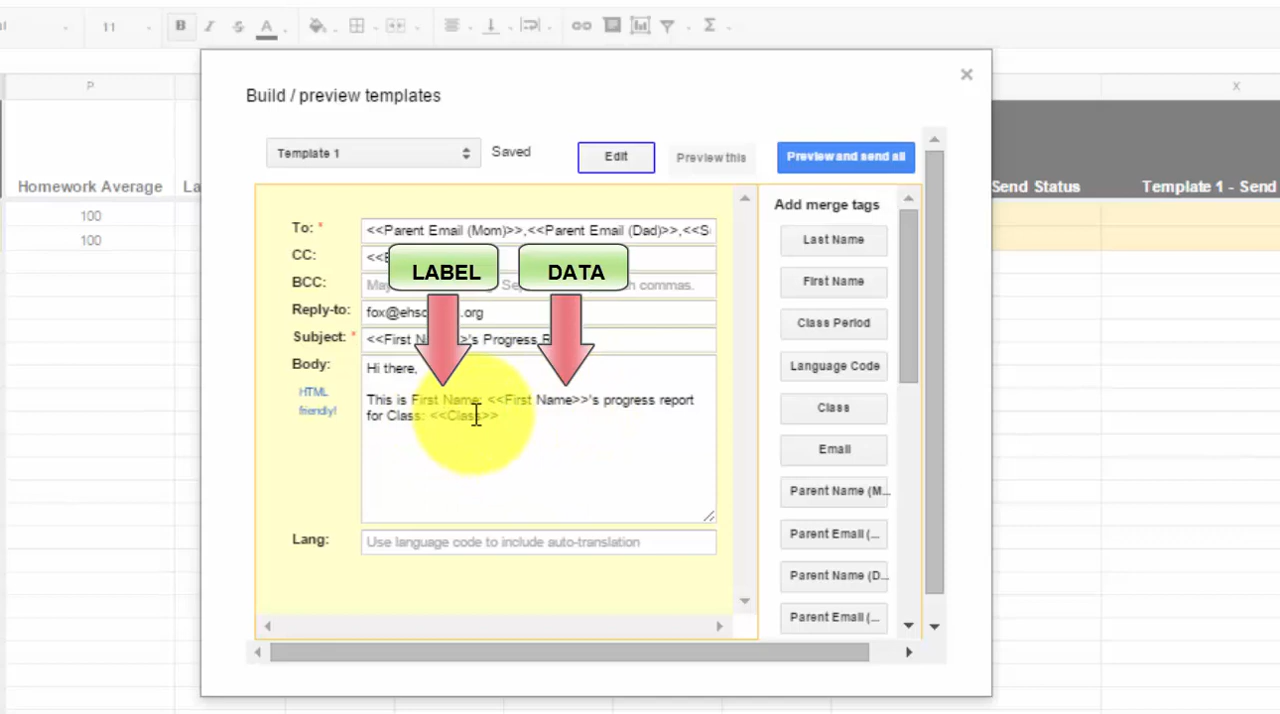 11 B I S A Σ
P X
Build / preview templates
Template 1 Saved Edit Preview this Preview and send all
Homework Average Send Status Template 1 - Send
100
100
Add merge tags
To: * <<Parent Email (Mom)>>,<<Parent Email (Dad)>>,<<S
CC: <<E
BCC: commas.
Reply-to: .org
Subject: * <<First 's Progress
LABEL DATA
Body: Hi there,
HTML
friendly!
This is First Name: <<First Name>>'s progress report
for Class: <<Class>>
Lang: Use language code to include auto-translation
Last Name
First Name
Class Period
Language Code
Class
Email
Parent Name (M...
Parent Email (...
Parent Name (D...
Parent Email (...